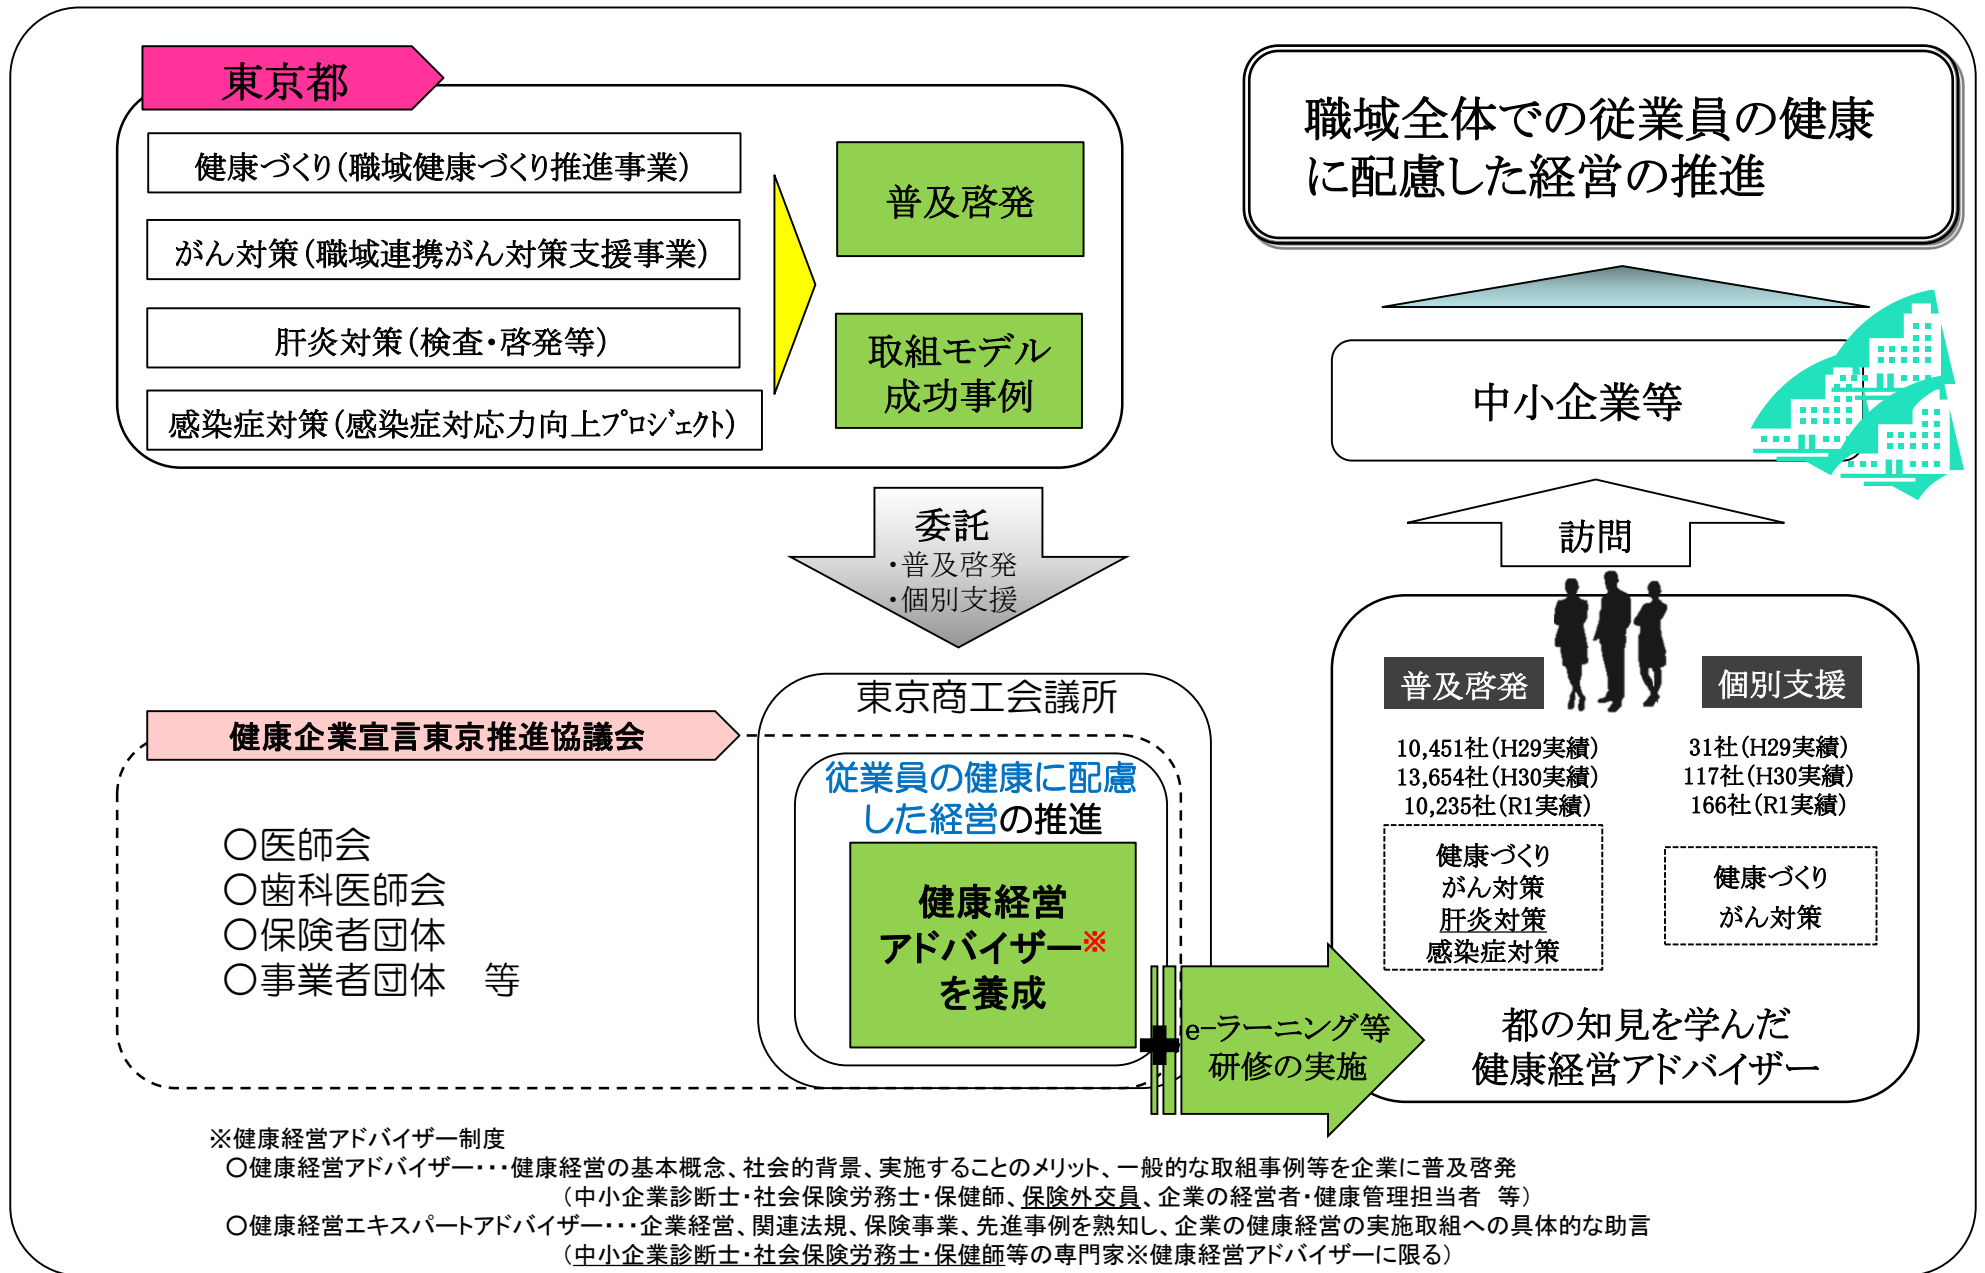 東京都
健康づくり（職域健康づくり推進事業）
がん対策（職域連携がん対策支援事業）
肝炎対策（検査・啓発等）
感染症対策（感染症対応力向上プロジェクト）
普及啓発
取組モデル
成功事例
職域全体での従業員の健康
に配慮した経営の推進
中小企業等
訪問
委託
・普及啓発
・個別支援
東京商工会議所
健康企業宣言東京推進協議会
従業員の健康に配慮
した経営の推進
健康経営
アドバイザー※
を養成
〇医師会
〇歯科医師会
〇保険者団体
〇事業者団体　等
e-ラーニング等
研修の実施
普及啓発
10,451社（H29実績）
13,654社（H30実績）
10,235社（R1実績）
健康づくり
がん対策
肝炎対策
感染症対策
個別支援
31社（H29実績）
117社（H30実績）
166社（R1実績）
健康づくり
がん対策
都の知見を学んだ
健康経営アドバイザー
※健康経営アドバイザー制度
〇健康経営アドバイザー・・・健康経営の基本概念、社会的背景、実施することのメリット、一般的な取組事例等を企業に普及啓発
（中小企業診断士・社会保険労務士・保健師、保険外交員、企業の経営者・健康管理担当者　等）
〇健康経営エキスパートアドバイザー・・・企業経営、関連法規、保険事業、先進事例を熟知し、企業の健康経営の実施取組への具体的な助言
（中小企業診断士・社会保険労務士・保健師等の専門家※健康経営アドバイザーに限る）